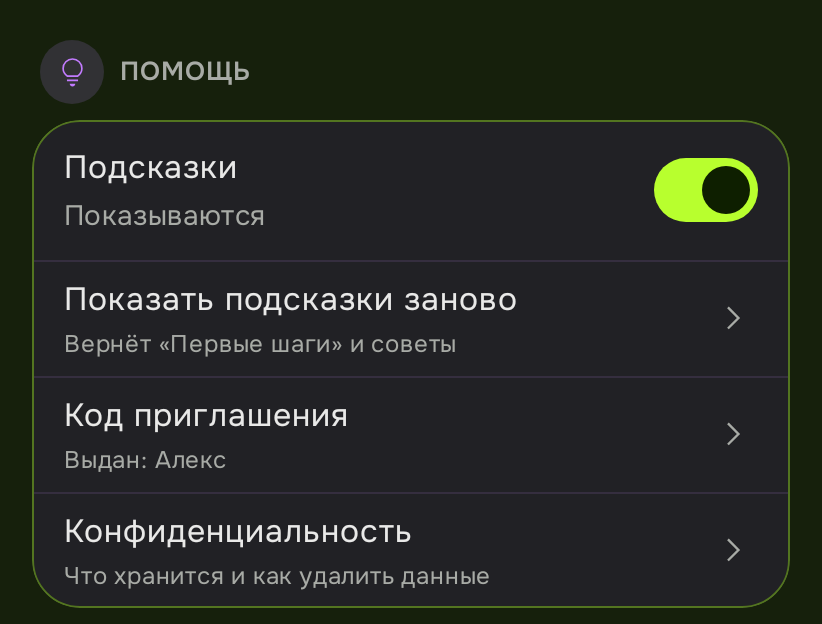 ПОМОЩЬ
Подсказки
Показываются
Показать подсказки заново
Вернёт «Первые шаги» и советы
Код приглашения
Выдан: Алекс
Конфиденциальность
Что хранится и как удалить данные